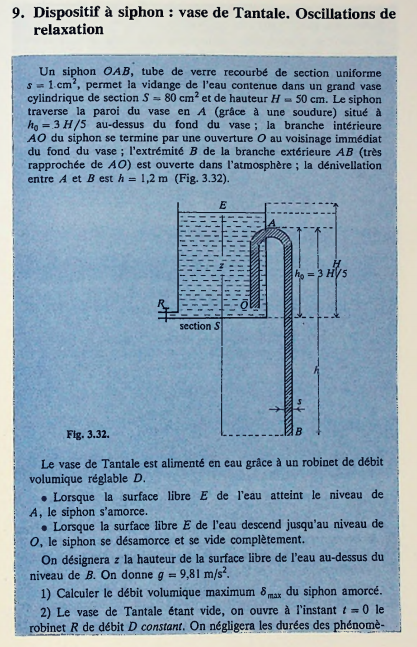 9. Dispositif à siphon : vase de Tantale. Oscillations de
relaxation
Un siphon OAB, tube de verre recourbé de section uniforme
s = 1 cm², permet la vidange de l'eau contenue dans un grand vase
cylindrique de section S = 80 cm² et de hauteur H = 50 cm. Le siphon
traverse la paroi du vase en A (grâce à une soudure) situé à
h₀ = 3 H/5 au-dessus du fond du vase ; la branche intérieure
AO du siphon se termine par une ouverture O au voisinage immédiat
du fond du vase ; l'extrémité B de la branche extérieure AB (très
rapprochée de AO) est ouverte dans l'atmosphère ; la dénivellation
entre A et B est h = 1,2 m (Fig. 3.32).
E
A
H
z
h₀ = 3 H/5
R
O
section S
h
s
B
Fig. 3.32.
Le vase de Tantale est alimenté en eau grâce à un robinet de débit
volumique réglable D.
• Lorsque la surface libre E de l'eau atteint le niveau de
A, le siphon s'amorce.
• Lorsque la surface libre E de l'eau descend jusqu'au niveau de
O, le siphon se désamorce et se vide complètement.
On désignera z la hauteur de la surface libre de l'eau au-dessus du
niveau de B. On donne g = 9,81 m/s².
1) Calculer le débit volumique maximum δmax du siphon amorcé.
2) Le vase de Tantale étant vide, on ouvre à l'instant t = 0 le
robinet R de débit D constant. On négligera les durées des phénomè-